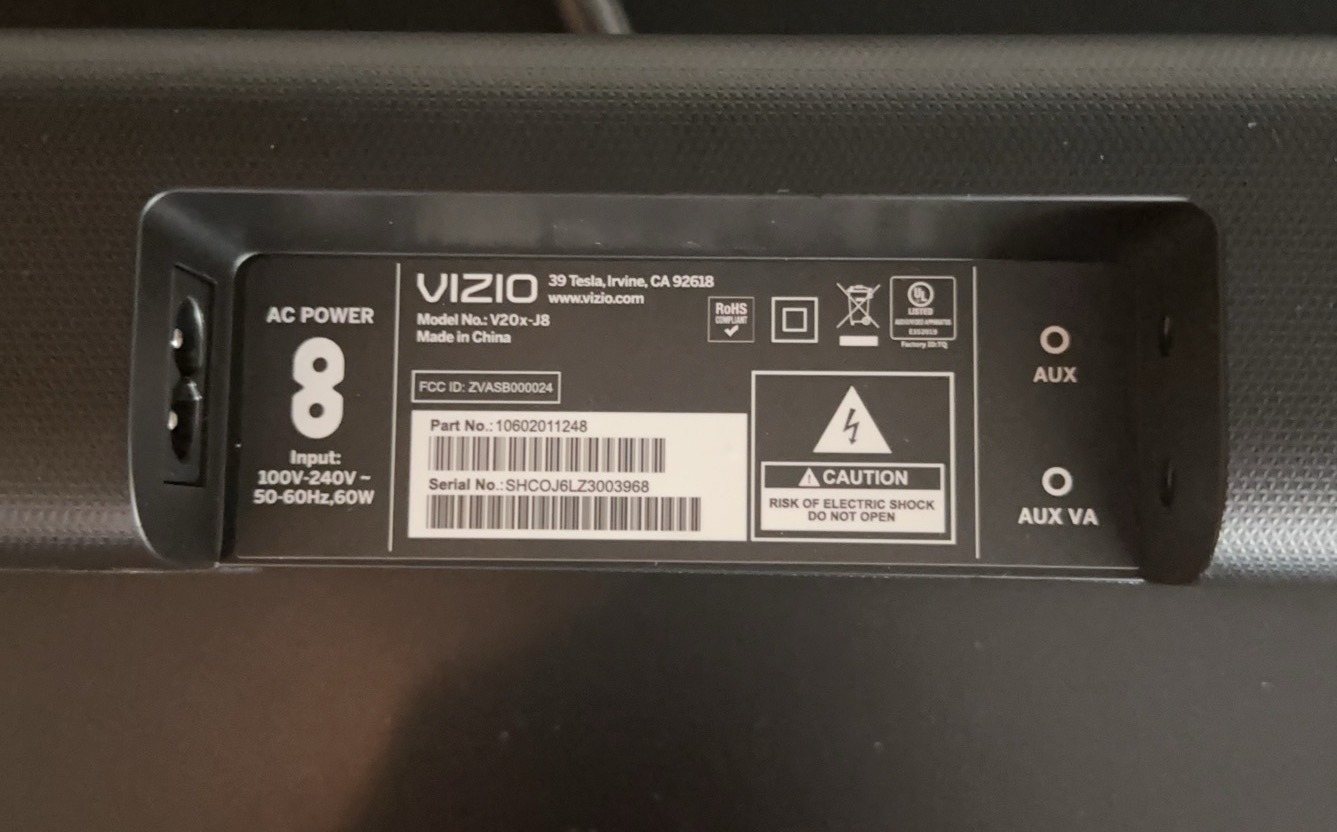 AC POWER
Input:
100V-240V ~
50-60Hz,60W
VIZIO
39 Tesla, Irvine, CA 92618
www.vizio.com
Model No.: V20x-J8
Made in China
FCC ID: ZVASB000024
Part No.: 10602011248
Serial No.: SHCOJ6LZ3003968
RoHS
COMPLIANT
UL
LISTED
Factory ID:TQ
CAUTION
RISK OF ELECTRIC SHOCK
DO NOT OPEN
AUX
AUX VA